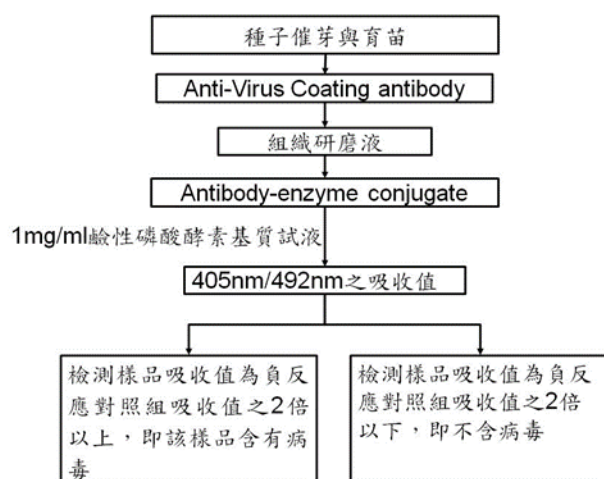 種子催芽與育苗
Anti-Virus Coating antibody
組織研磨液
Antibody-enzyme conjugate
1mg/ml鹼性磷酸酵素基質試液
405nm/492nm之吸收值
檢測樣品吸收值為負反
應對照組吸收值之2倍
以上，即該樣品含有病
毒
檢測樣品吸收值為負反
應對照組吸收值之2倍
以下，即不含病毒